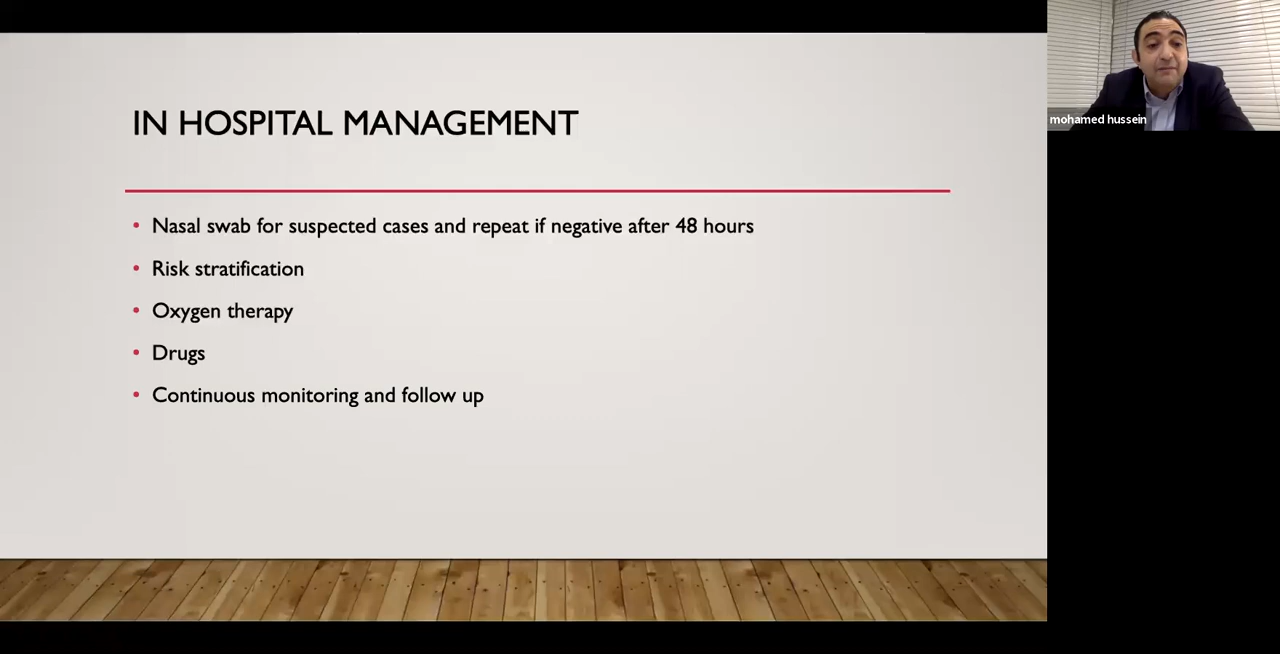 IN HOSPITAL MANAGEMENT
• Nasal swab for suspected cases and repeat if negative after 48 hours
• Risk stratification
• Oxygen therapy
• Drugs
• Continuous monitoring and follow up
mohamed hussein